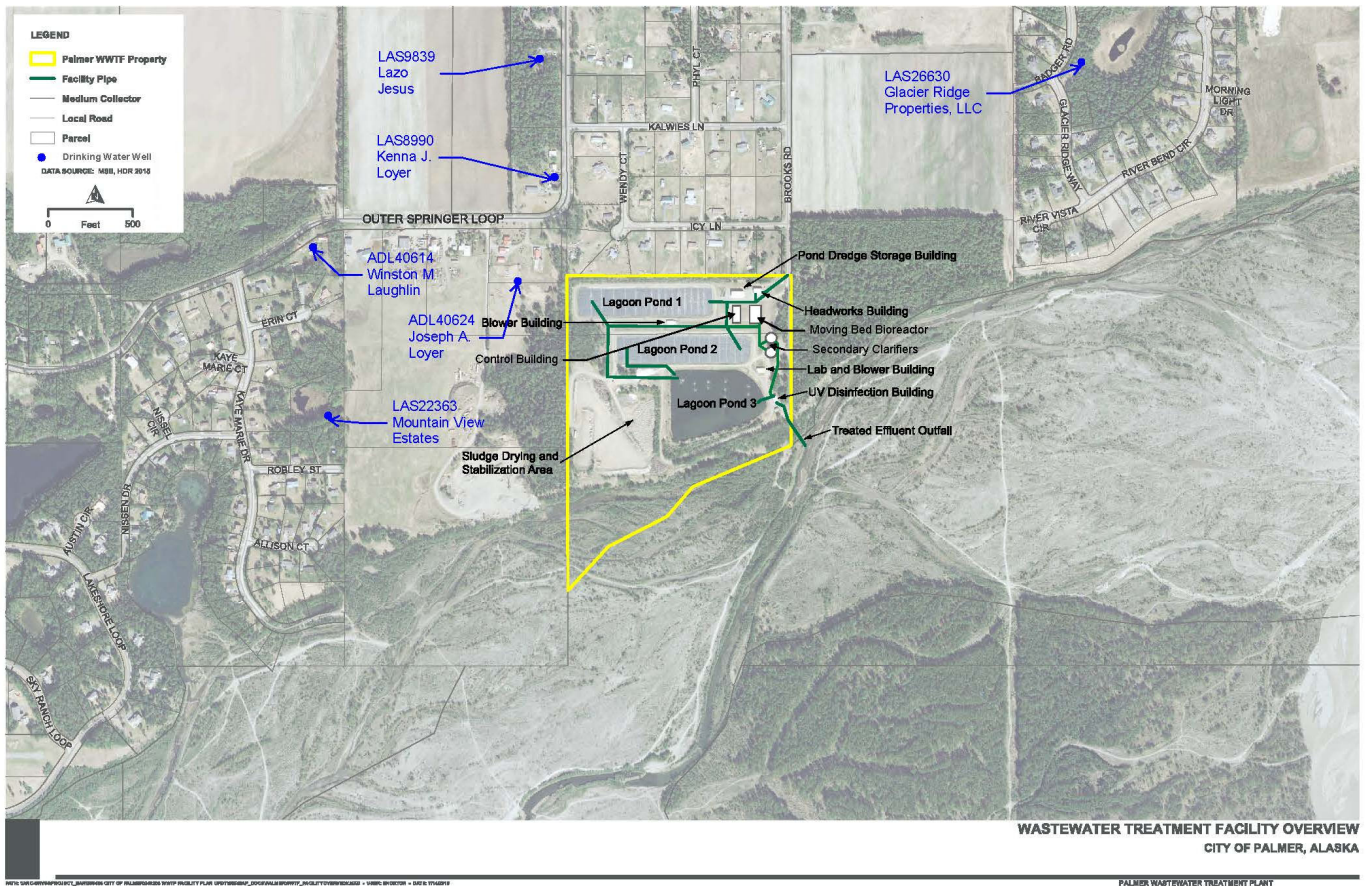 LEGEND
Palmer WWTF Property
Facility Pipe
Medium Collector
Local Road
Parcel
Drinking Water Well
DATA SOURCE: MSB, HDR 2015
0 Feet 500
LAS9839
Lazo
Jesus
LAS8990
Kenna J.
Loyer
LAS26630
Glacier Ridge
Properties, LLC
PHYL CT
KALWIES LN
WENDY CT
BROOKS RD
ICY LN
BADGER RD
GLACIER RIDGE WAY
MORNING
LIGHT
DR
RIVER BEND CIR
RIVER VISTA
CIR
OUTER SPRINGER LOOP
ADL40614
Winston M
Laughlin
ADL40624
Joseph A.
Loyer
LAS22363
Mountain View
Estates
ERIN CT
KAYE
MARIE CT
KAYE MARIE DR
NISSEL
CIR
ROBLEY ST
NISSEN DR
AUSTIN CIR
ALLISON CT
LAKESHORE LOOP
SKY RANCH LOOP
Pond Dredge Storage Building
Lagoon Pond 1
Headworks Building
Blower Building
Moving Bed Bioreactor
Lagoon Pond 2
Secondary Clarifiers
Control Building
Lab and Blower Building
UV Disinfection Building
Lagoon Pond 3
Treated Effluent Outfall
Sludge Drying and
Stabilization Area
WASTEWATER TREATMENT FACILITY OVERVIEW
CITY OF PALMER, ALASKA
PALMER WASTEWATER TREATMENT PLANT